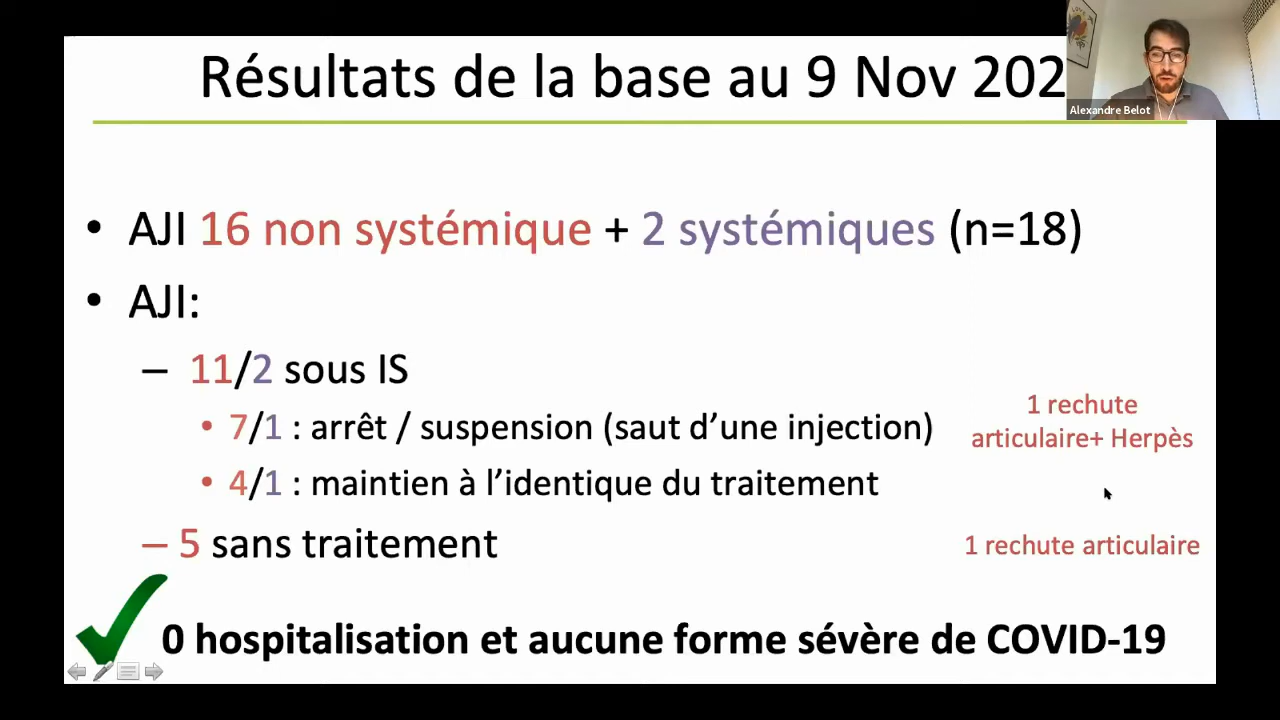 Résultats de la base au 9 Nov 202
Alexandre Belot
• AJI 16 non systémique + 2 systémiques (n=18)
• AJI:
– 11/2 sous IS
• 7/1 : arrêt / suspension (saut d’une injection)
1 rechute
articulaire+ Herpès
• 4/1 : maintien à l’identique du traitement
– 5 sans traitement
1 rechute articulaire
0 hospitalisation et aucune forme sévère de COVID-19